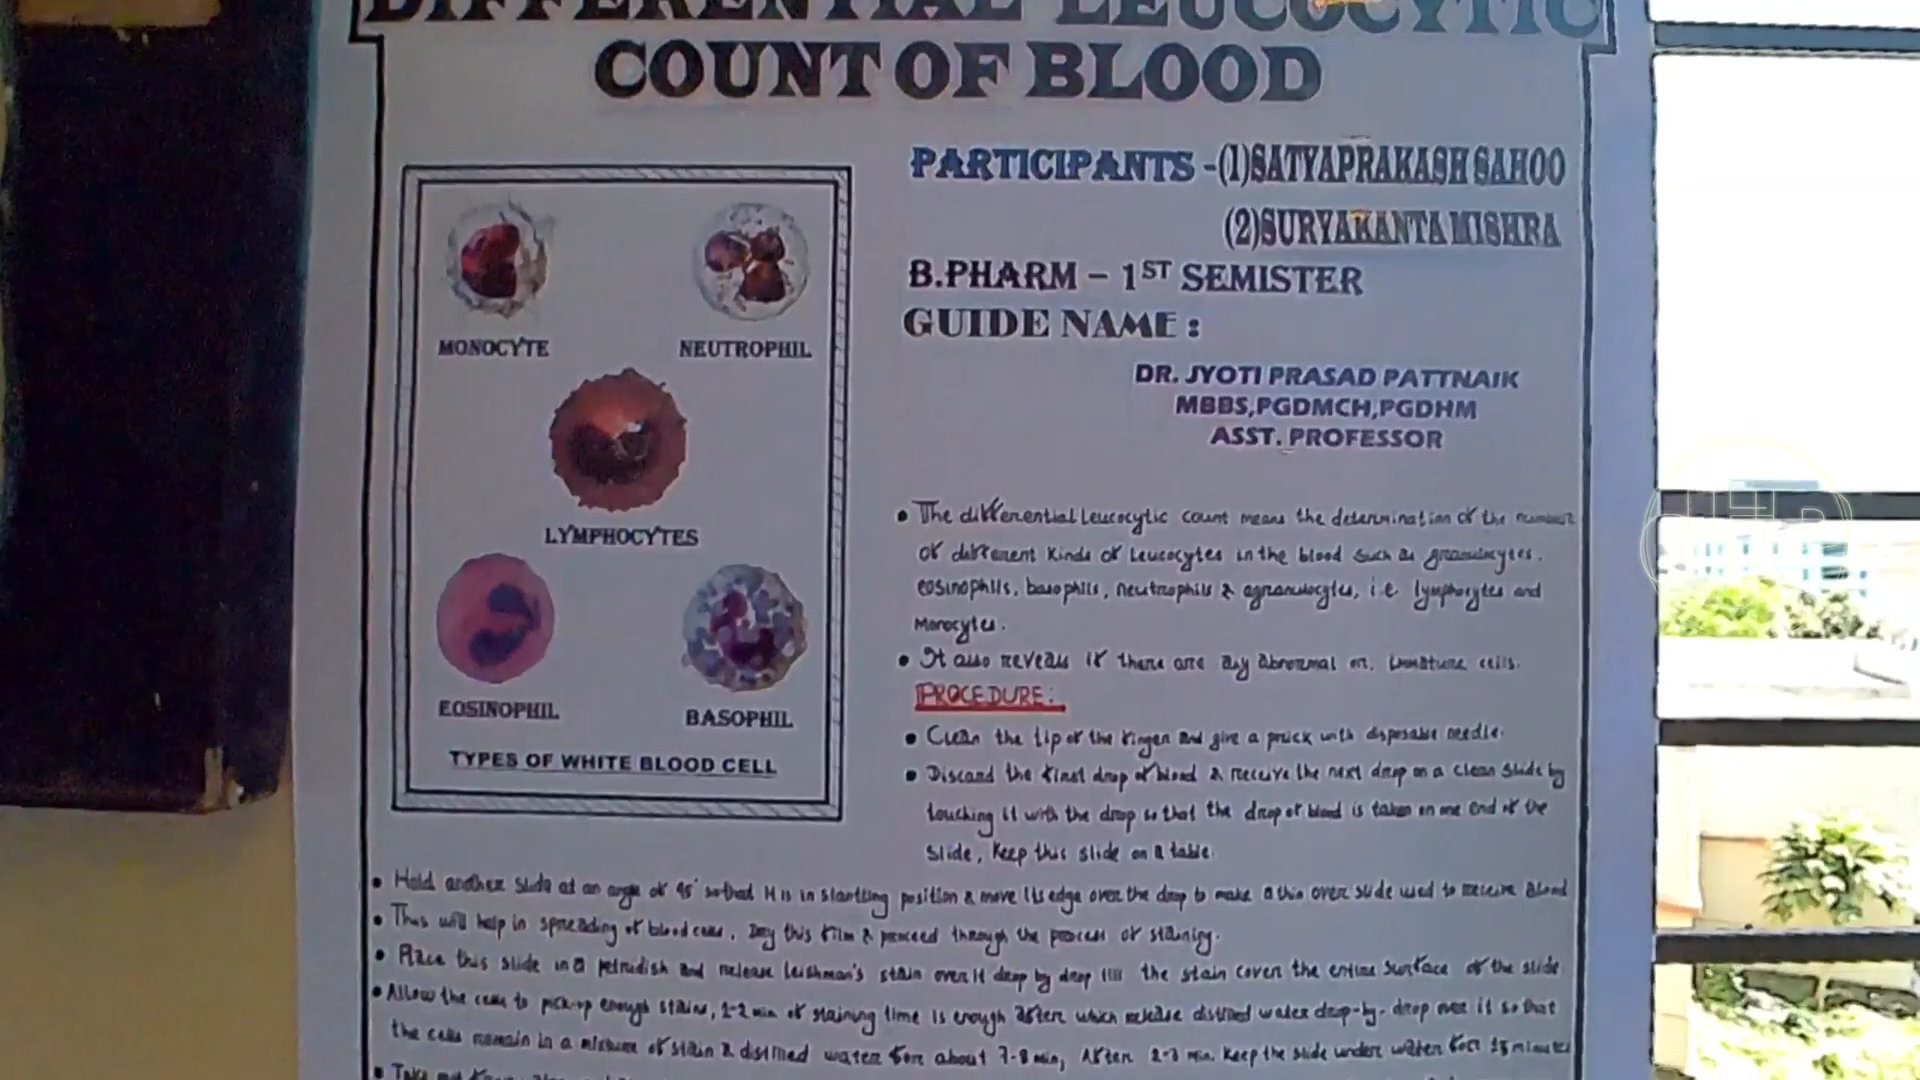 DIFFERENTIAL LEUCOCYTIC
COUNT OF BLOOD
PARTICIPANTS -(1)SATYAPRAKASH SAHOO
(2)SURYAKANTA MISHRA
B.PHARM – 1ST SEMISTER
GUIDE NAME :
DR. JYOTI PRASAD PATTNAIK
MBBS,PGDMCH,PGDHM
ASST. PROFESSOR
MONOCYTE
NEUTROPHIL
LYMPHOCYTES
EOSINOPHIL
BASOPHIL
TYPES OF WHITE BLOOD CELL
• The differential Leucocytic count means the determination of the number
of different kinds of leucocytes in the blood such as granulocytes.
eosinophils, basophils, neutrophils & agranulocytes, i.e. lymphocytes and
Monocytes.
• It also reveals if there are any abnormal or, immature cells.
PROCEDURE:
• Clean the tip of the finger and give a prick with disposable needle.
• Discard the first drop of blood & receive the next drop on a clean slide by
touching it with the drop so that the drop of blood is taken on one end of the
slide, Keep this slide on a table.
• Hold another slide at an angle of 45° so that it is in slantting position & move its edge over the drop to make a thin over slide used to receive Blood
• This will help in spreading of blood cells. Dry this film & proceed through the process of staining.
• Place this slide in a petridish and release leishman's stain over it drop by drop till the stain cover the entire surface of the slide
• Allow the cells to pick-up enough stains, 1-2 min of staining time is enough after which release distilled water drop-by-drop over it so that
the cells remain in a mixture of stain & distilled water for about 7-8 min, After 2-3 min. Keep the slide under water for minutes